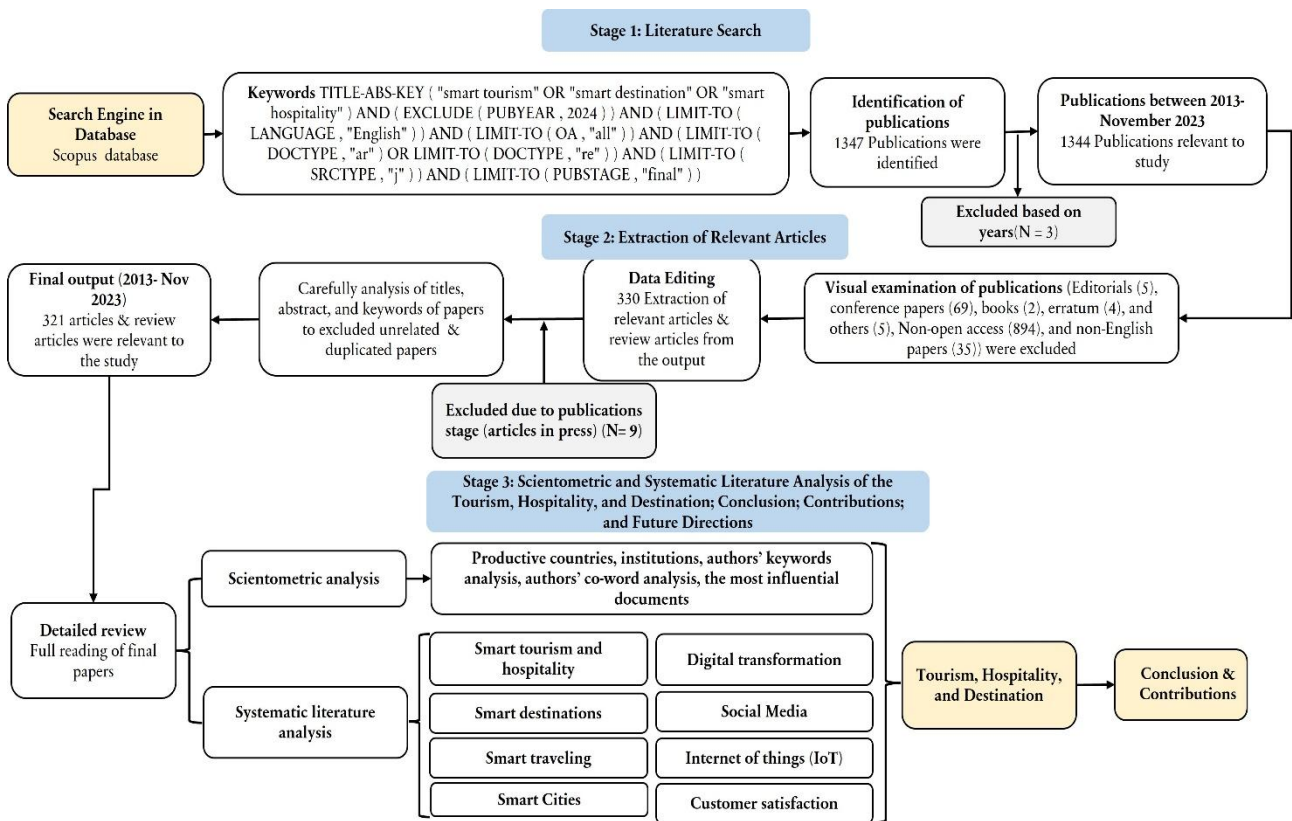 Stage 1: Literature Search
Search Engine in
Database
Scopus database
Keywords TITLE-ABS-KEY ( "smart tourism" OR "smart destination" OR "smart
hospitality" ) AND ( EXCLUDE ( PUBYEAR , 2024 ) ) AND ( LIMIT-TO (
LANGUAGE , "English" ) ) AND ( LIMIT-TO ( OA , "all" ) ) AND ( LIMIT-TO (
DOCTYPE , "ar" ) OR LIMIT-TO ( DOCTYPE , "re" ) ) AND ( LIMIT-TO (
SRCTYPE , "j" ) ) AND ( LIMIT-TO ( PUBSTAGE , "final" ) )
Identification of
publications
1347 Publications were
identified
Publications between 2013-
November 2023
1344 Publications relevant to
study
Excluded based on
years(N = 3)
Stage 2: Extraction of Relevant Articles
Final output (2013- Nov
2023)
321 articles & review
articles were relevant to
the study
Carefully analysis of titles,
abstract, and keywords of papers
to excluded unrelated &
duplicated papers
Data Editing
330 Extraction of
relevant articles &
review articles from
the output
Visual examination of publications (Editorials (5),
conference papers (69), books (2), erratum (4), and
others (5), Non-open access (894), and non-English
papers (35)) were excluded
Excluded due to publications
stage (articles in press) (N= 9)
Stage 3: Scientometric and Systematic Literature Analysis of the
Tourism, Hospitality, and Destination; Conclusion; Contributions;
and Future Directions
Detailed review
Full reading of final
papers
Scientometric analysis
Productive countries, institutions, authors' keywords
analysis, authors' co-word analysis, the most influential
documents
Systematic literature
analysis
Smart tourism and
hospitality
Digital transformation
Smart destinations
Social Media
Smart traveling
Internet of things (IoT)
Smart Cities
Customer satisfaction
Tourism, Hospitality,
and Destination
Conclusion &
Contributions